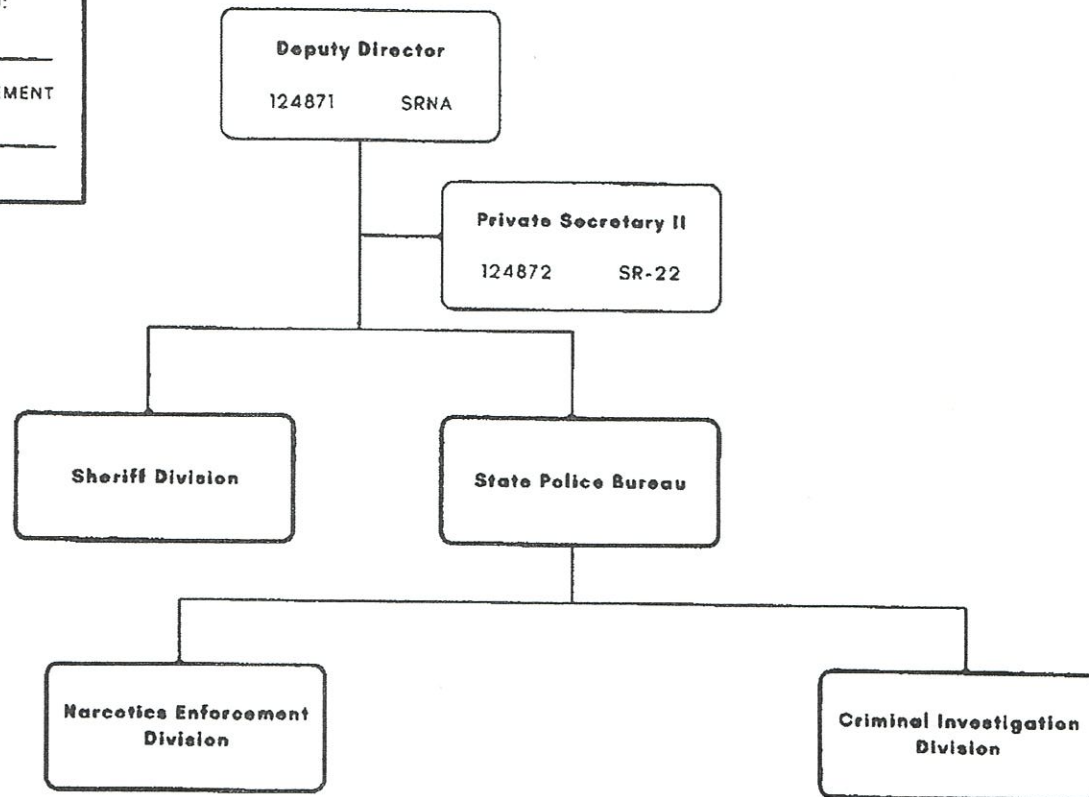 Deputy Director
124871 SRNA
Private Secretary II
124872 SR-22
Sheriff Division
State Police Bureau
Narcotics Enforcement
Division
Criminal Investigation
Division